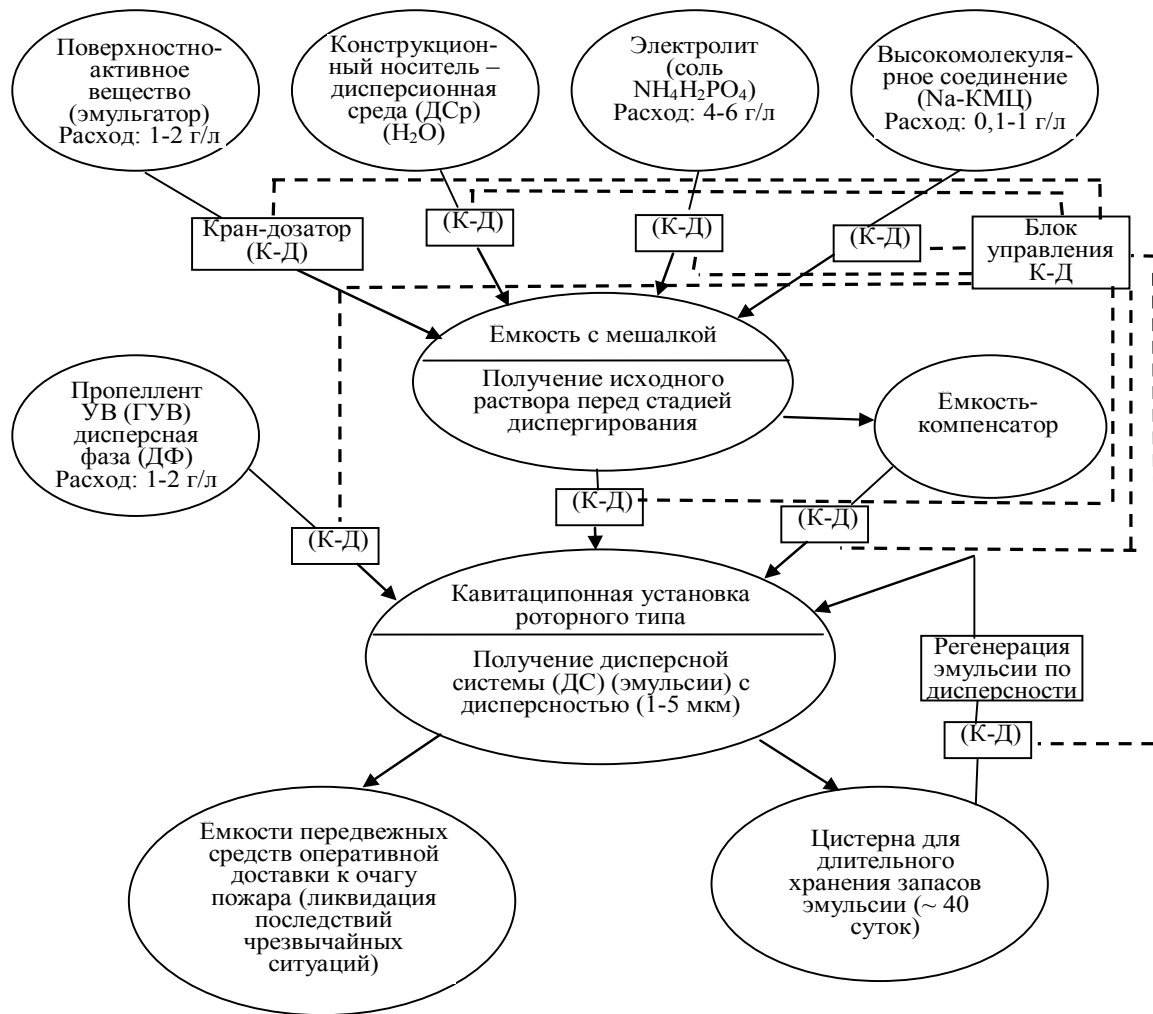 Поверхностно-
активное
вещество
(эмульгатор)
Расход: 1-2 г/л
Конструкцион-
ный носитель –
дисперсионная
среда (ДСр)
(H₂O)
Электролит
(соль
NH₄H₂PO₄)
Расход: 4-6 г/л
Высокомолекуля-
рное соединение
(Na-КМЦ)
Расход: 0,1-1 г/л
Кран-дозатор
(К-Д)
(К-Д)
(К-Д)
(К-Д)
Блок
управления
К-Д
Емкость с мешалкой
Получение исходного
раствора перед стадией
диспергирования
Пропеллент
УВ (ГУВ)
дисперсная
фаза (ДФ)
Расход: 1-2 г/л
Емкость-
компенсатор
(К-Д)
(К-Д)
(К-Д)
Кавитаципонная установка
роторного типа
Получение дисперсной
системы (ДС) (эмульсии) с
дисперсностью (1-5 мкм)
Регенерация
эмульсии по
дисперсности
(К-Д)
Емкости передвежных
средств оперативной
доставки к очагу
пожара (ликвидация
последствий
чрезвычайных
ситуаций)
Цистерна для
длительного
хранения запасов
эмульсии (~ 40
суток)